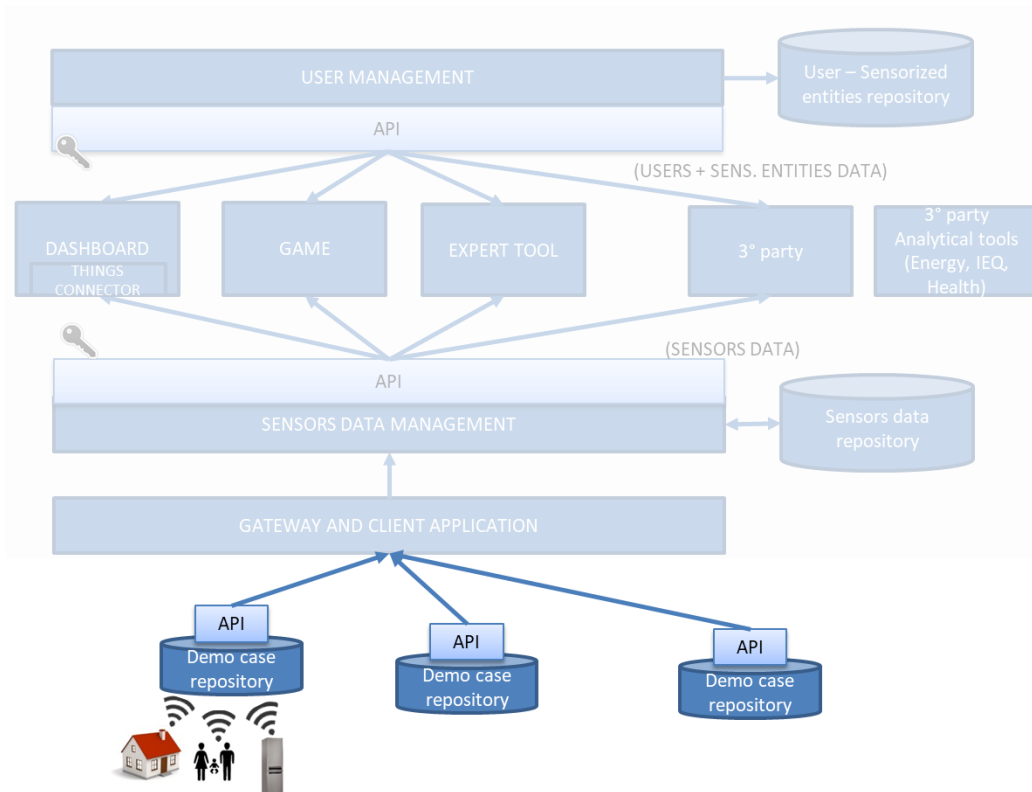 USER MANAGEMENT
User – Sensorized
entities repository
API
(USERS + SENS. ENTITIES DATA)
DASHBOARD
THINGS
CONNECTOR
GAME
EXPERT TOOL
3° party
3° party
Analytical tools
(Energy, IEQ,
Health)
(SENSORS DATA)
API
SENSORS DATA MANAGEMENT
Sensors data
repository
GATEWAY AND CLIENT APPLICATION
API
Demo case
repository
API
Demo case
repository
API
Demo case
repository